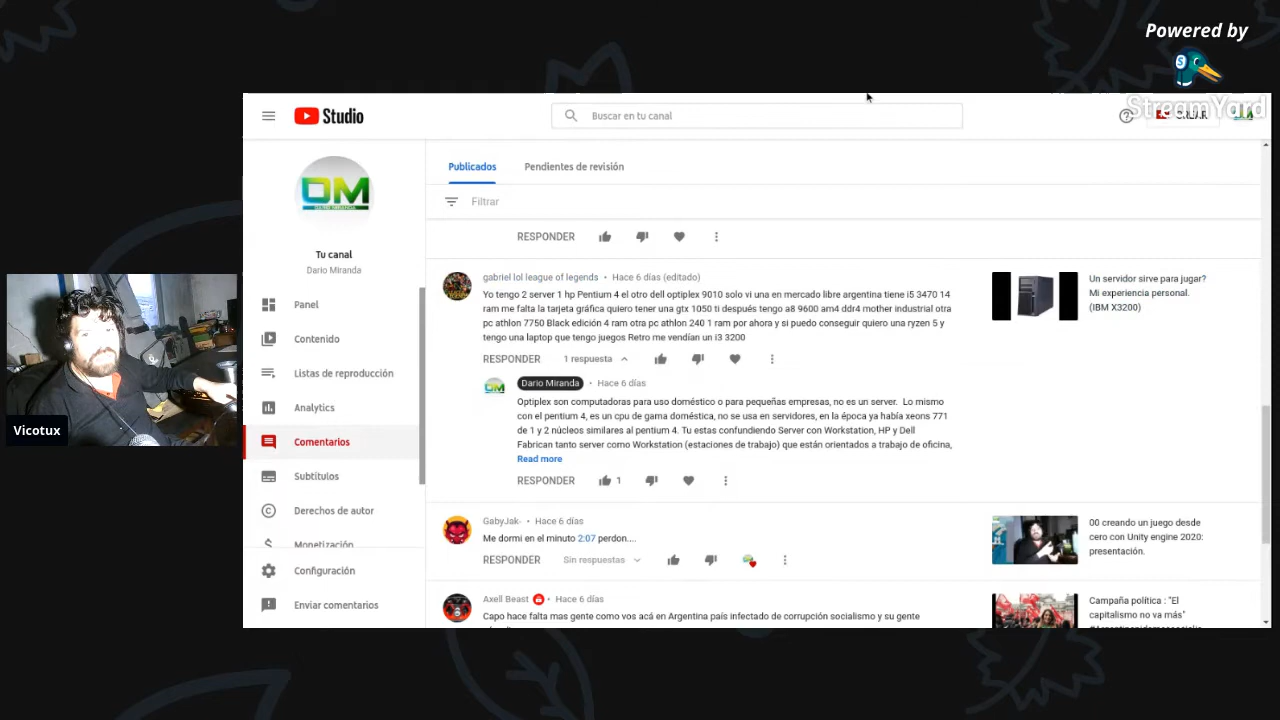 Powered by
StreamYard
Studio
Buscar en tu canal
Publicados
Pendientes de revisión
Filtrar
DM
Tu canal
Dario Miranda
Panel
Contenido
Listas de reproducción
Analytics
Comentarios
Subtítulos
Derechos de autor
Monetización
Configuración
Enviar comentarios
Vicotux
RESPONDER
gabriel lol league of legends • Hace 6 días (editado)
Yo tengo 2 server 1 hp Pentium 4 el otro dell optiplex 9010 solo vi una en mercado libre argentina tiene i5 3470 14
ram me falta la tarjeta gráfica quiero tener una gtx 1050 ti después tengo a8 9600 am4 ddr4 mother industrial otra
pc athlon 7750 Black edición 4 ram otra pc athlon 240 1 ram por ahora y si puedo conseguir quiero una ryzen 5 y
tengo una laptop que tengo juegos Retro me vendían un i3 3200
RESPONDER 1 respuesta
Dario Miranda • Hace 6 días
Optiplex son computadoras para uso doméstico o para pequeñas empresas, no es un server. Lo mismo
con el pentium 4, es un cpu de gama doméstica, no se usa en servidores, en la época ya había xeons 771
de 1 y 2 núcleos similares al pentium 4. Tu estas confundiendo Server con Workstation, HP y Dell
Fabrican tanto server como Workstation (estaciones de trabajo) que están orientados a trabajo de oficina,
Read more
RESPONDER 1
Un servidor sirve para jugar?
Mi experiencia personal.
(IBM X3200)
GabyJak- • Hace 6 días
Me dormi en el minuto 2:07 perdon....
RESPONDER Sin respuestas
00 creando un juego desde
cero con Unity engine 2020:
presentación.
Axell Beast • Hace 6 días
Capo hace falta mas gente como vos acá en Argentina país infectado de corrupción socialismo y su gente
Campaña política : "El
capitalismo no va más"